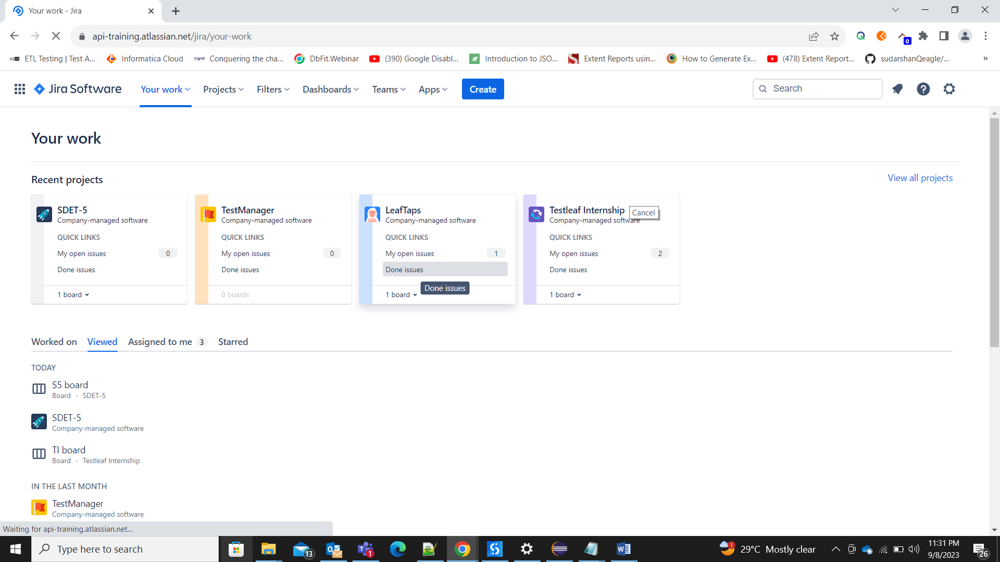 Your work - Jira
api-training.atlassian.net/jira/your-work
0
ETL Testing | Test A...
Informatica Cloud
Cigniti
Conquering the cha...
DbFit.Webinar
(390) Google Disabl...
Introduction to JSO...
Extent Reports usin...
How to Generate Ex...
(478) Extent Report...
sudarshanQeagle/...
»
Jira Software
Your work
Projects
Filters
Dashboards
Teams
Apps
Create
Search
Your work
Recent projects
View all projects
SDET-5
Company-managed software
QUICK LINKS
My open issues 0
Done issues
1 board
TestManager
Company-managed software
QUICK LINKS
My open issues 0
Done issues
0 boards
LeafTaps
Company-managed software
QUICK LINKS
My open issues 1
Done issues
Done issues
1 board
Testleaf Internship
Cancel
Company-managed software
QUICK LINKS
My open issues 2
Done issues
1 board
Worked on
Viewed
Assigned to me 3
Starred
TODAY
S5 board
Board · SDET-5
SDET-5
Company-managed software
TI board
Board · Testleaf Internship
IN THE LAST MONTH
TestManager
Company-managed software
Waiting for api-training.atlassian.net...
Type here to search
13
1
1
29°C Mostly clear
11:31 PM
9/8/2023
26